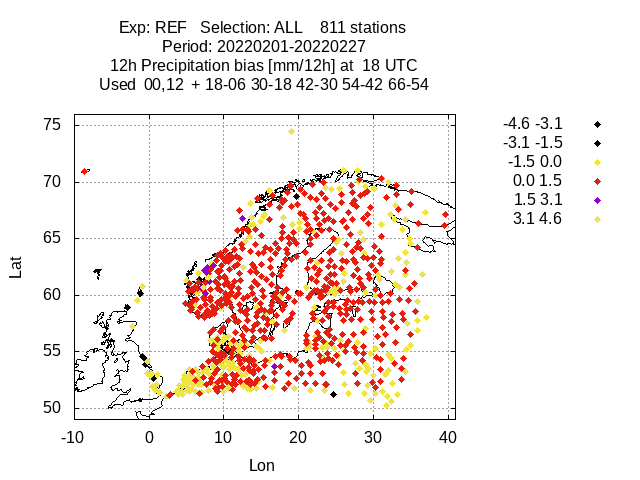 Exp: REF   Selection: ALL    811 stations
Period: 20220201-20220227
12h Precipitation bias [mm/12h] at  18 UTC
Used  00,12  + 18-06 30-18 42-30 54-42 66-54
75
70
65
60
55
50
Lat
-10 0 10 20 30 40
Lon
-4.6 -3.1
-3.1 -1.5
-1.5 0.0
0.0 1.5
1.5 3.1
3.1 4.6